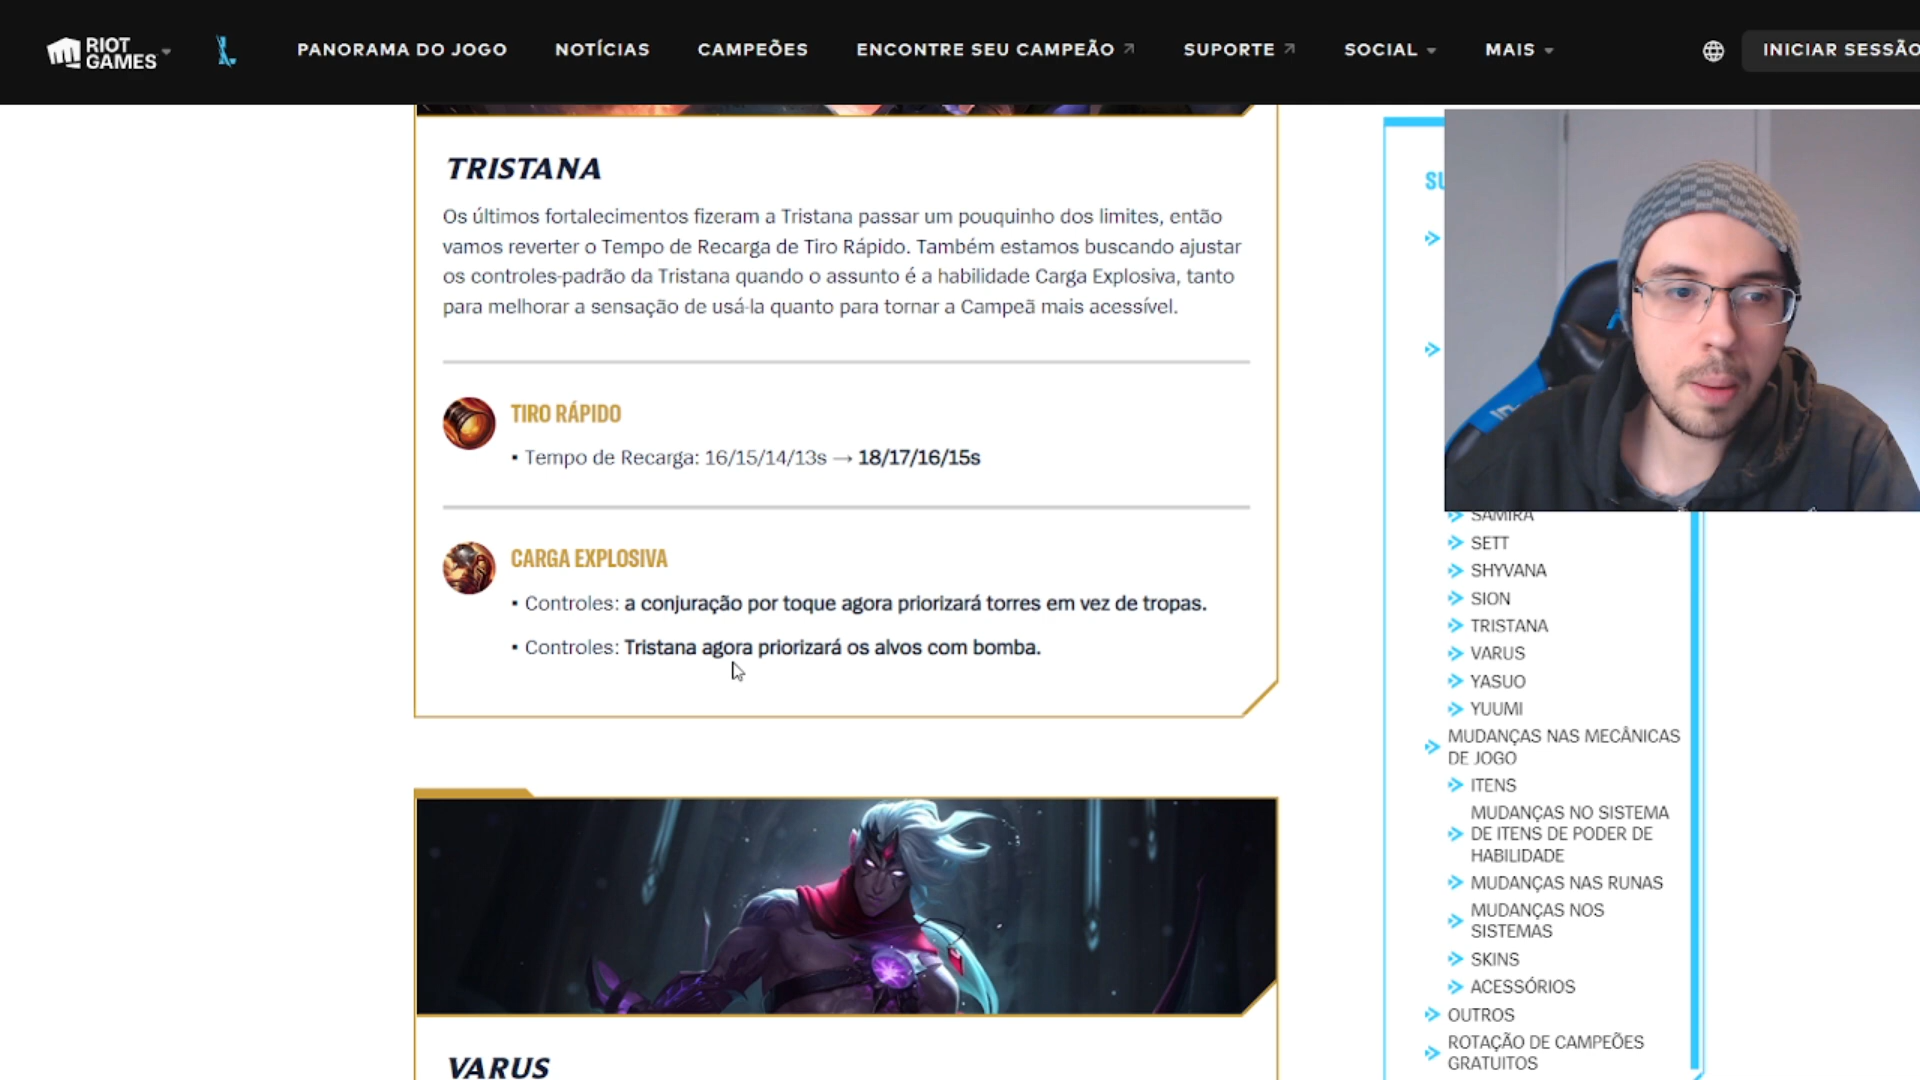 RIOT
GAMES
PANORAMA DO JOGO
NOTÍCIAS
CAMPEÕES
ENCONTRE SEU CAMPEÃO
SUPORTE
SOCIAL
MAIS
INICIAR SESSÃO
TRISTANA
Os últimos fortalecimentos fizeram a Tristana passar um pouquinho dos limites, então
vamos reverter o Tempo de Recarga de Tiro Rápido. Também estamos buscando ajustar
os controles-padrão da Tristana quando o assunto é a habilidade Carga Explosiva, tanto
para melhorar a sensação de usá-la quanto para tornar a Campeã mais acessível.
TIRO RÁPIDO
▪ Tempo de Recarga: 16/15/14/13s → 18/17/16/15s
CARGA EXPLOSIVA
▪ Controles: a conjuração por toque agora priorizará torres em vez de tropas.
▪ Controles: Tristana agora priorizará os alvos com bomba.
VARUS
SAMIRA
SETT
SHYVANA
SION
TRISTANA
VARUS
YASUO
YUUMI
MUDANÇAS NAS MECÂNICAS
DE JOGO
ITENS
MUDANÇAS NO SISTEMA
DE ITENS DE PODER DE
HABILIDADE
MUDANÇAS NAS RUNAS
MUDANÇAS NOS
SISTEMAS
SKINS
ACESSÓRIOS
OUTROS
ROTAÇÃO DE CAMPEÕES
GRATUITOS